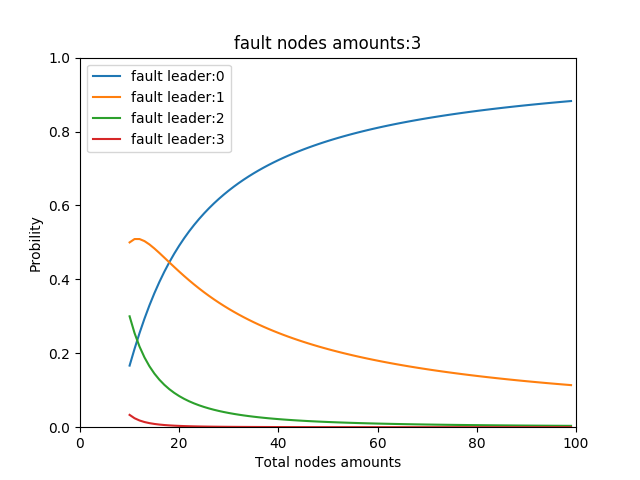 fault nodes amounts:3
fault leader:0
fault leader:1
fault leader:2
fault leader:3
1.0
0.8
0.6
0.4
0.2
0.0
Probility
0 20 40 60 80 100
Total nodes amounts